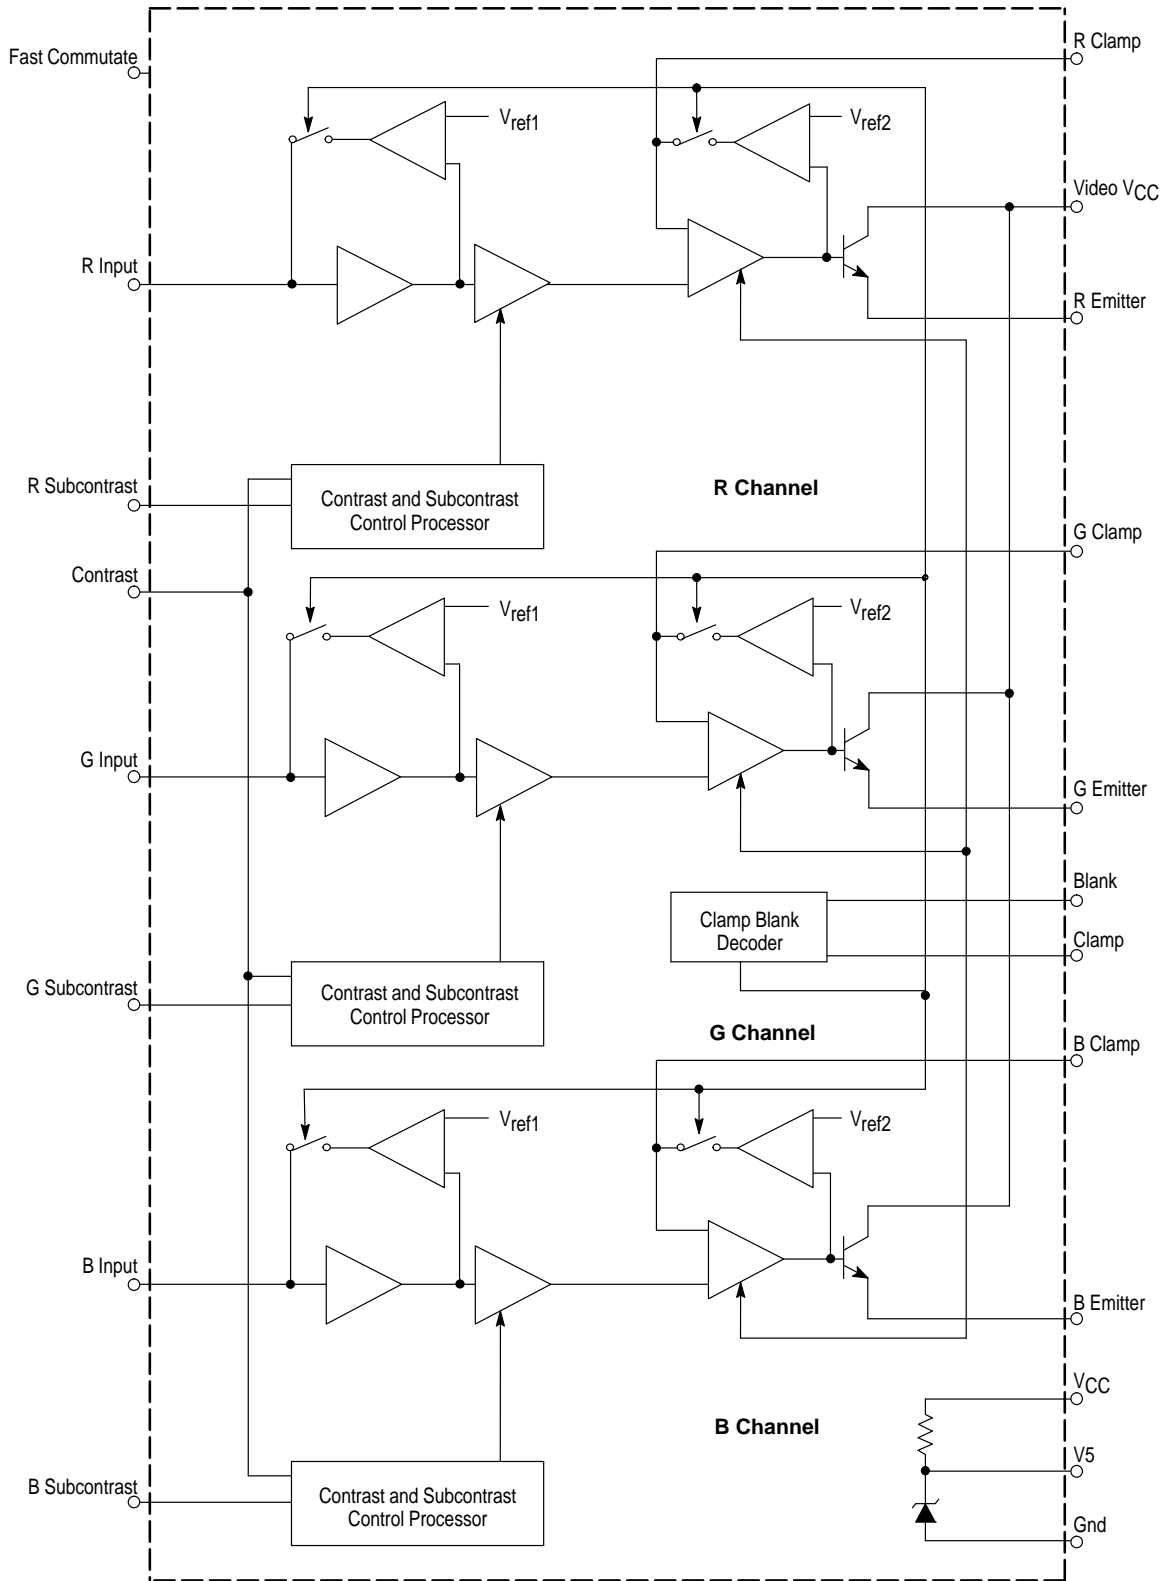 R Clamp
Fast Commutate
Vref1
Vref2
Video VCC
R Input
R Emitter
R Subcontrast
Contrast and Subcontrast
Control Processor
R Channel
G Clamp
Contrast
Vref1
Vref2
G Input
G Emitter
Blank
Clamp Blank
Decoder
Clamp
G Subcontrast
Contrast and Subcontrast
Control Processor
G Channel
B Clamp
Vref1
Vref2
B Input
B Emitter
VCC
B Channel
V5
B Subcontrast
Contrast and Subcontrast
Control Processor
Gnd